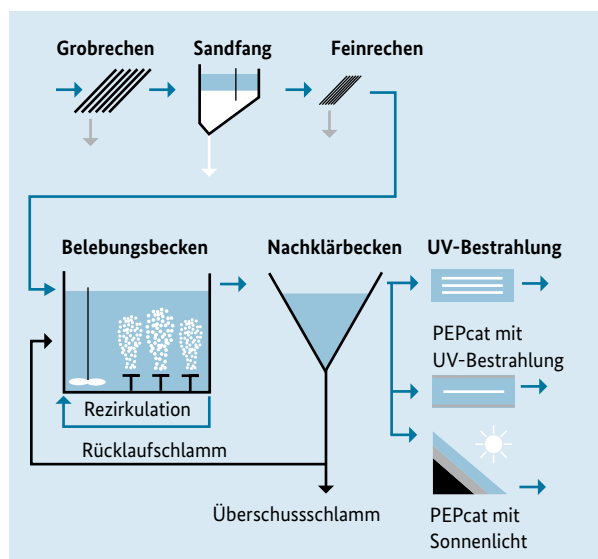 Grobrechen
Sandfang
Feinrechen
Belebungsbecken
Nachklärbecken
UV-Bestrahlung
PEPcat mit
UV-Bestrahlung
Rezirkulation
Rücklaufschlamm
Überschussschlamm
PEPcat mit
Sonnenlicht